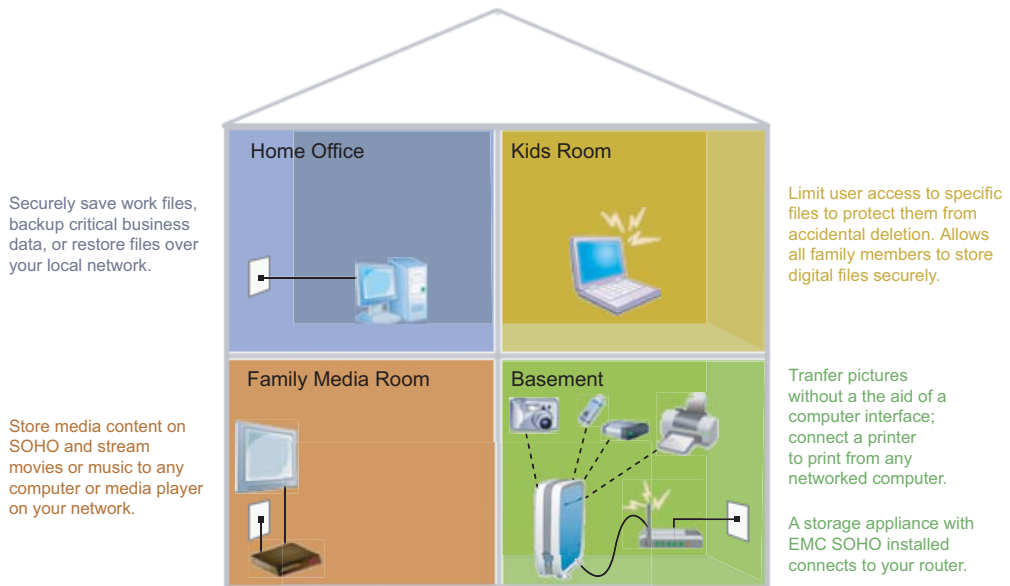 Home Office
Kids Room
Securely save work files,
backup critical business
data, or restore files over
your local network.
Limit user access to specific
files to protect them from
accidental deletion. Allows
all family members to store
digital files securely.
Family Media Room
Basement
Store media content on
SOHO and stream
movies or music to any
computer or media player
on your network.
Tranfer pictures
without a the aid of a
computer interface;
connect a printer
to print from any
networked computer.
A storage appliance with
EMC SOHO installed
connects to your router.